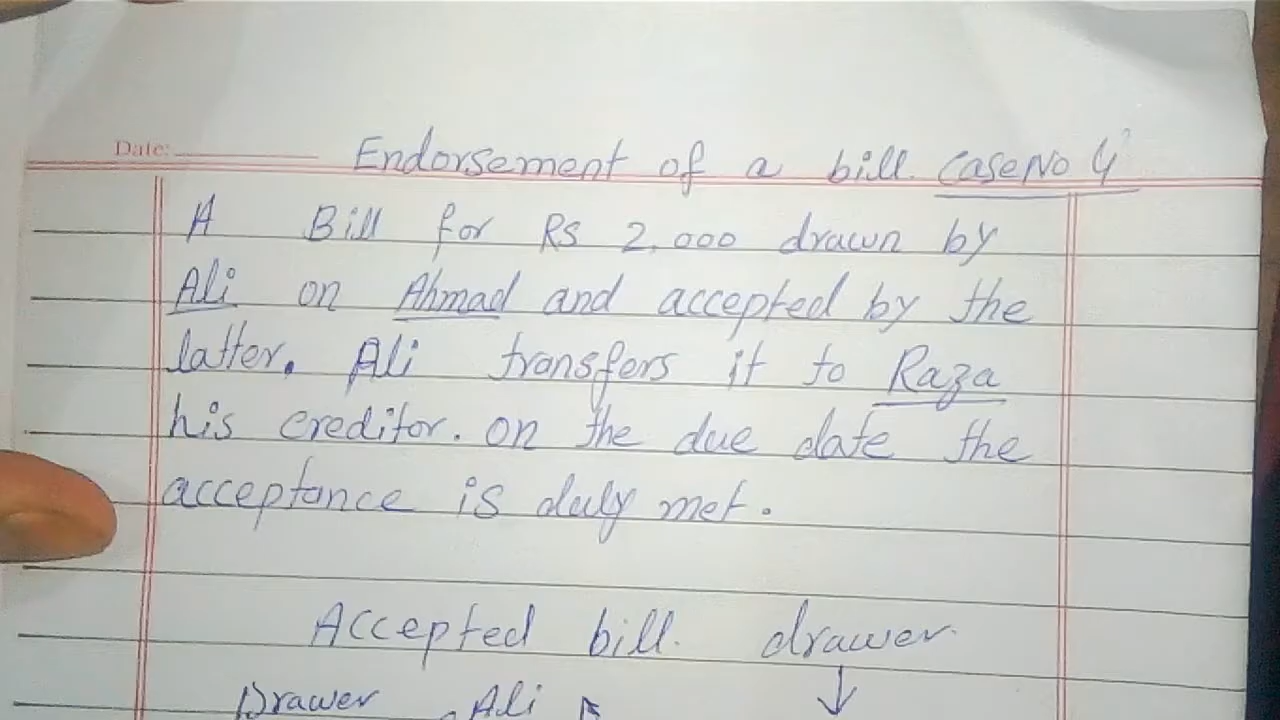 Date:
Endorsement of a bill. Case No 4
A Bill for Rs 2,000 drawn by
Ali on Ahmad and accepted by the
latter. Ali transfers it to Raza
his creditor. on the due date the
acceptance is duly met.
Accepted bill. drawer.
Drawer Ali